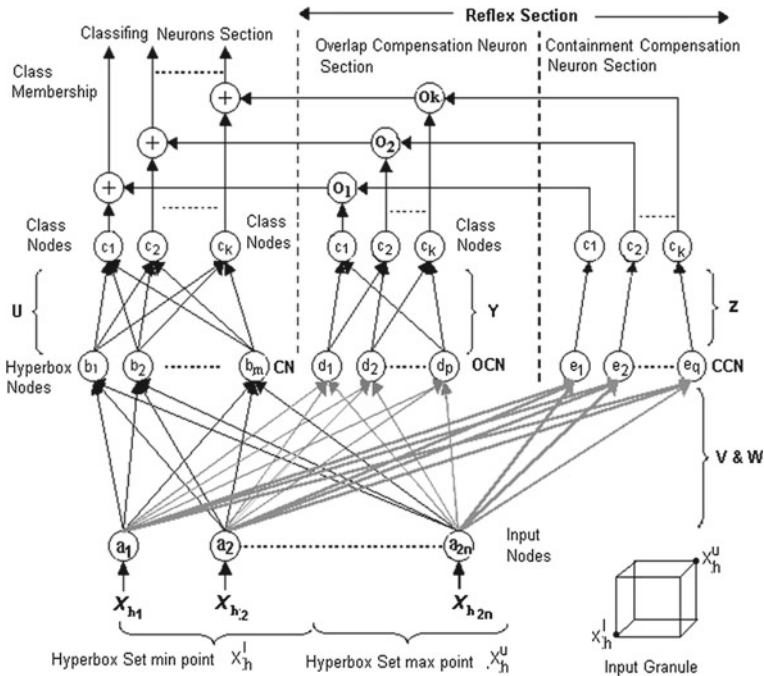 Reflex Section
Classifing Neurons Section
Overlap Compensation Neuron
Section
Containment Compensation
Neuron Section
Class
Membership
+ Ok
+ O2
+ O1
Class
Nodes
Class
Nodes
Class
Nodes
c1 c2 ck c1 c2 ck c1 c2 ck
U Y Z
Hyperbox
Nodes
b1 b2 bm CN d1 d2 dp OCN e1 e2 eq CCN
V & W
a1 a2 a2n
Input
Nodes
Xh1 Xh2 Xh2n
Hyperbox Set min point Xhl
Hyperbox Set max point .Xhu
Xhu
Xhl
Input Granule